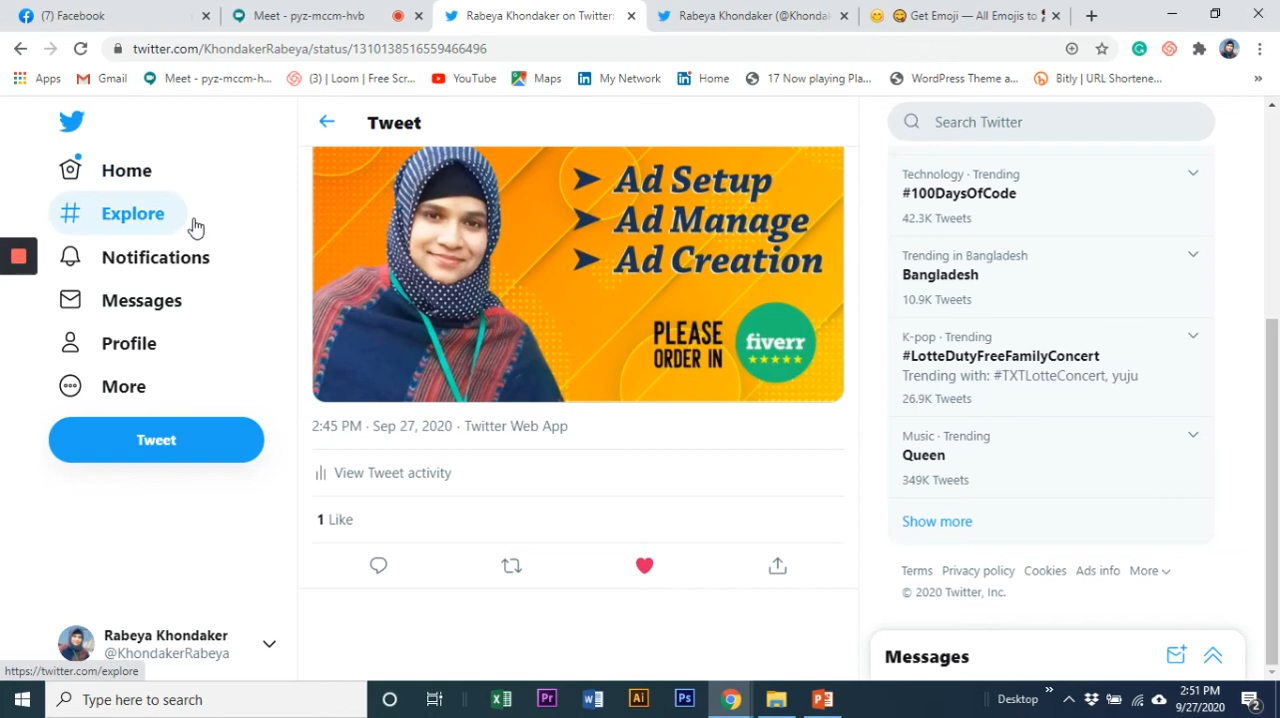 Facebook
Meet - pyz-mccm-hvb
Rabeya Khondaker on Twitter:
Rabeya Khondaker (@Khonda
Get Emoji — All Emojis to
twitter.com/KhondakerRabeya/status/1310138516559466496
Apps
Gmail
Meet - pyz-mccm-h...
(3) | Loom | Free Scr...
YouTube
Maps
My Network
Home
17 Now playing Pla...
WordPress Theme a...
Bitly | URL Shortene...
»
Home
Explore
Notifications
Messages
Profile
More
Tweet
Rabeya Khondaker
@KhondakerRabeya
https://twitter.com/explore
Tweet
➤ Ad Setup
➤ Ad Manage
➤ Ad Creation
PLEASE
ORDER IN
fiverr
★★★★★
2:45 PM · Sep 27, 2020 · Twitter Web App
View Tweet activity
1 Like
Search Twitter
Technology · Trending
#100DaysOfCode
42.3K Tweets
Trending in Bangladesh
Bangladesh
10.9K Tweets
K-pop · Trending
#LotteDutyFreeFamilyConcert
Trending with: #TXTLotteConcert, yuju
26.9K Tweets
Music · Trending
Queen
349K Tweets
Show more
Terms Privacy policy Cookies Ads info More
© 2020 Twitter, Inc.
Messages
Type here to search
Pr
Ai
Ps
Desktop
»
2:51 PM
9/27/2020
2